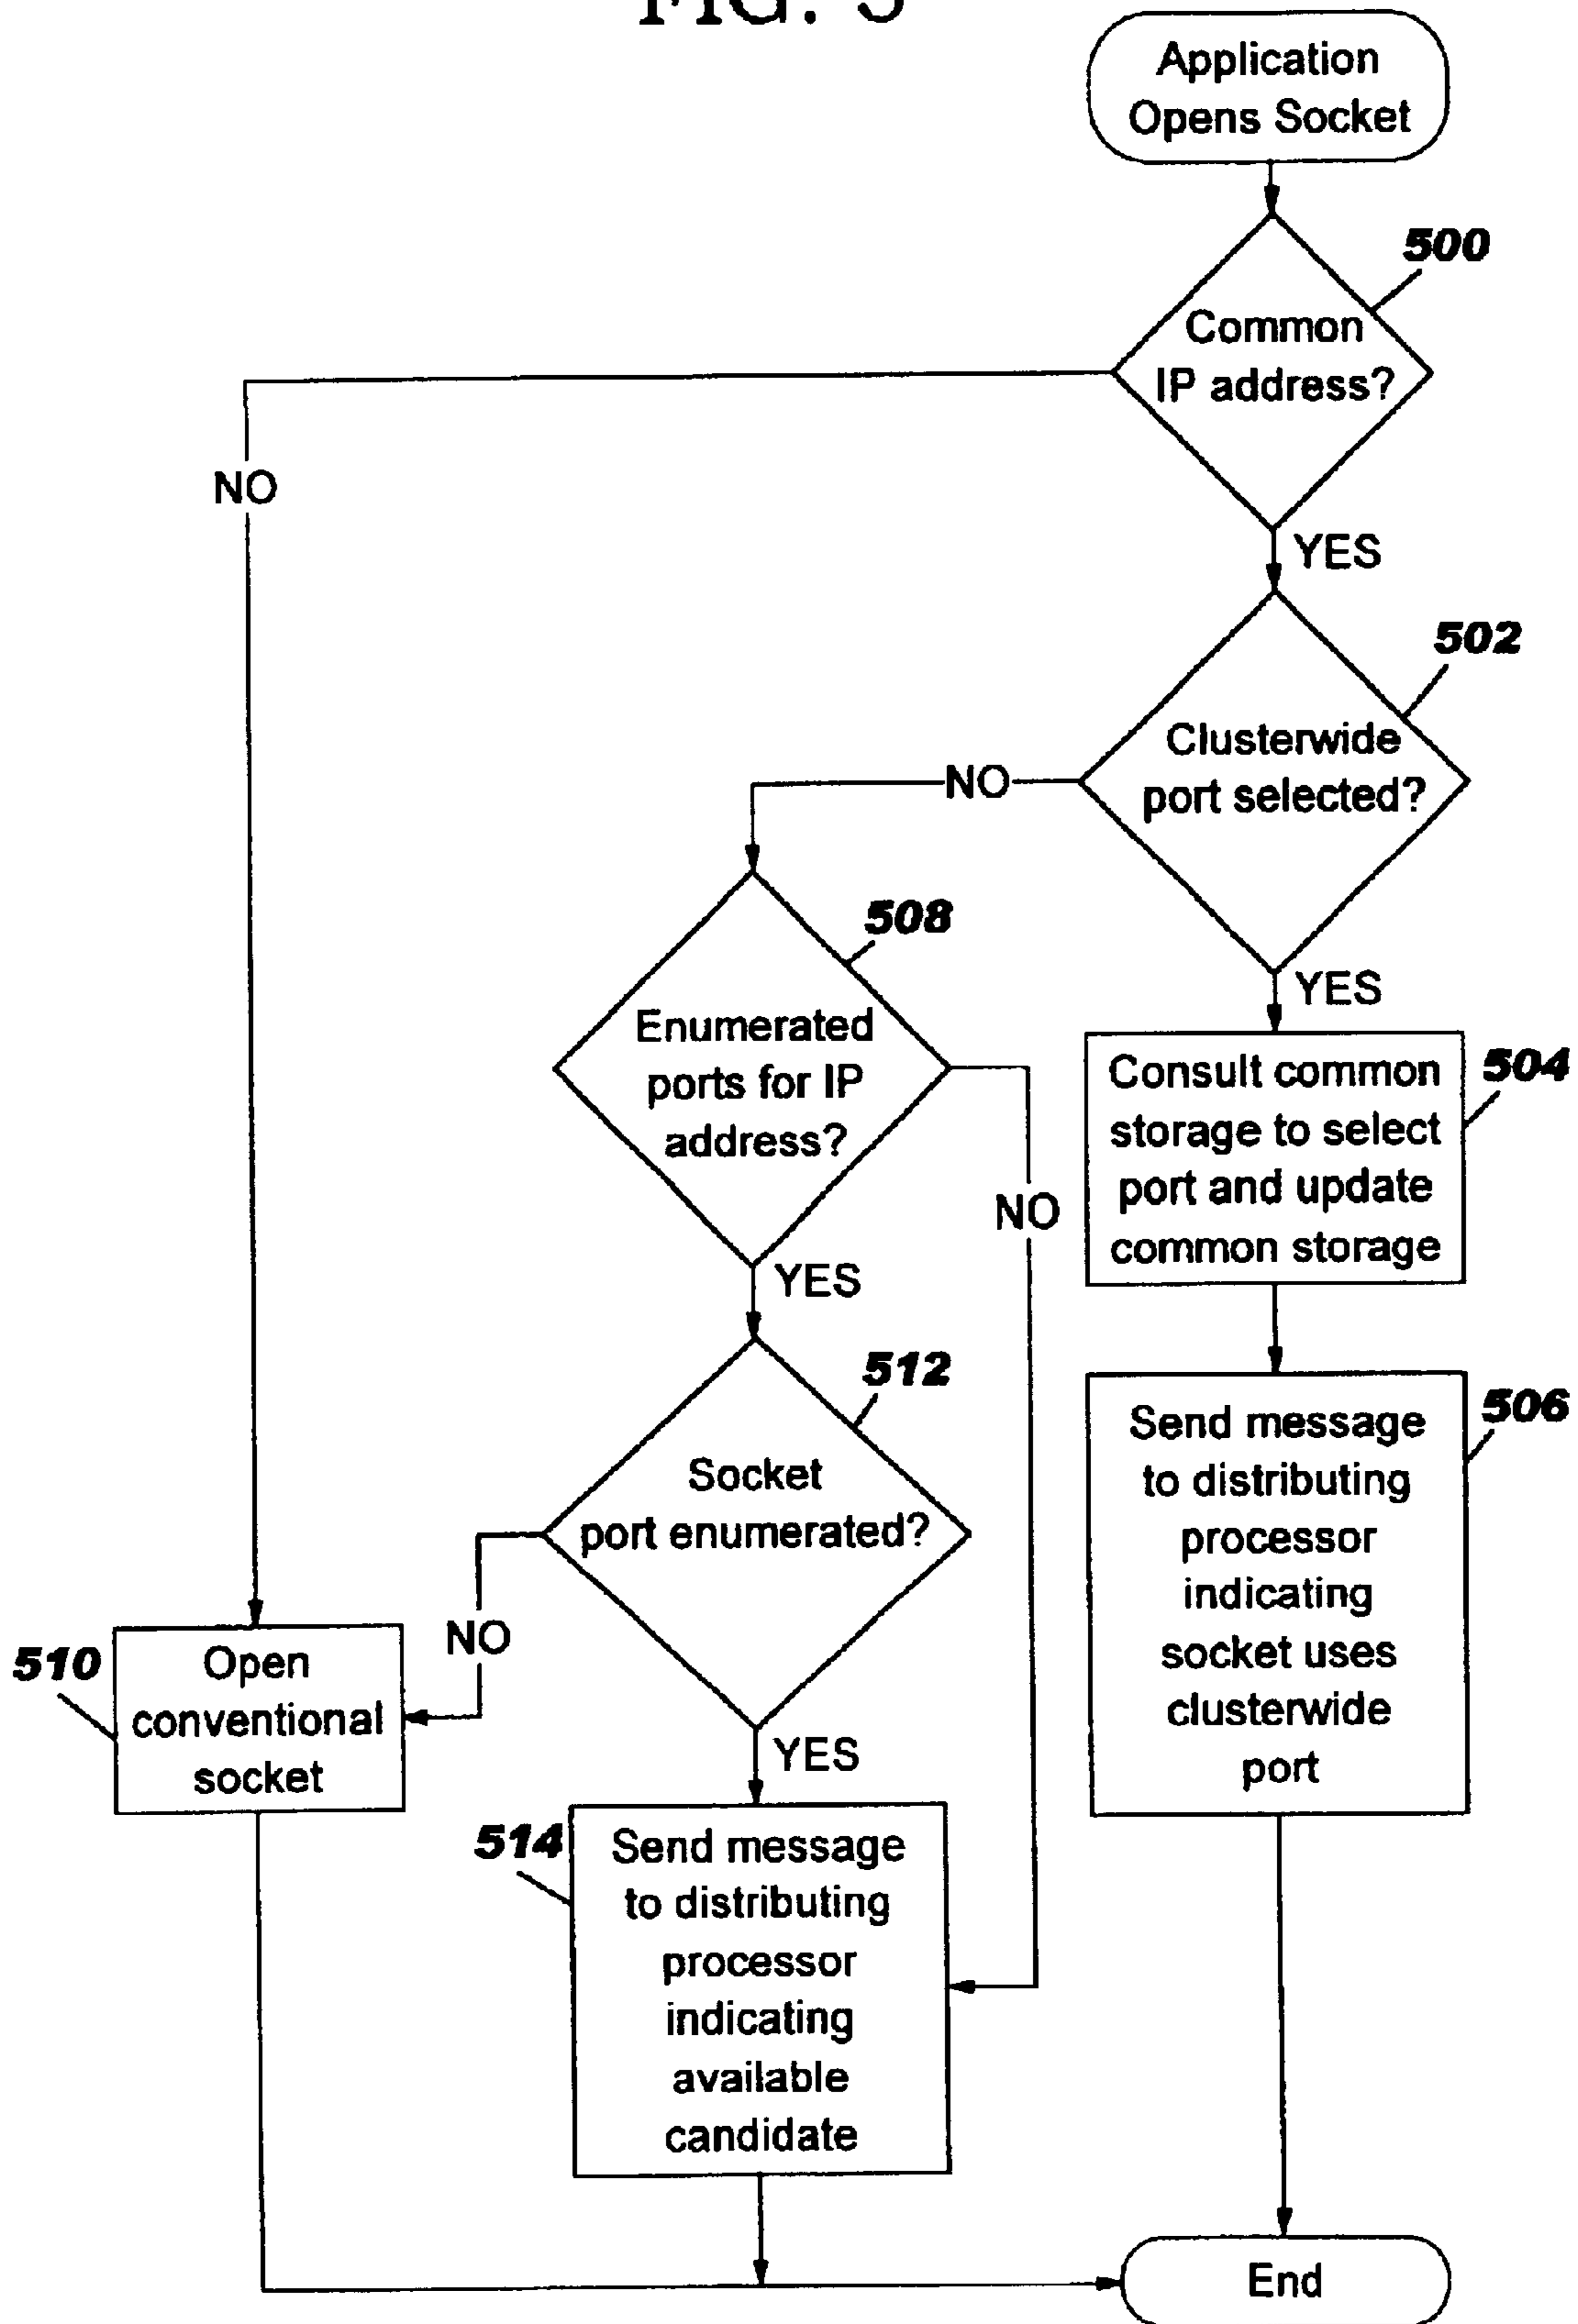 FIG. 5
Application
Opens Socket
500
Common
IP address?
NO
YES
502
Clusterwide
port selected?
NO
YES
508
Enumerated
ports for IP
address?
NO
YES
504
Consult common
storage to select
port and update
common storage
512
Socket
port enumerated?
NO
YES
506
Send message
to distributing
processor
indicating
socket uses
clusterwide
port
510
Open
conventional
socket
514
Send message
to distributing
processor
indicating
available
candidate
End